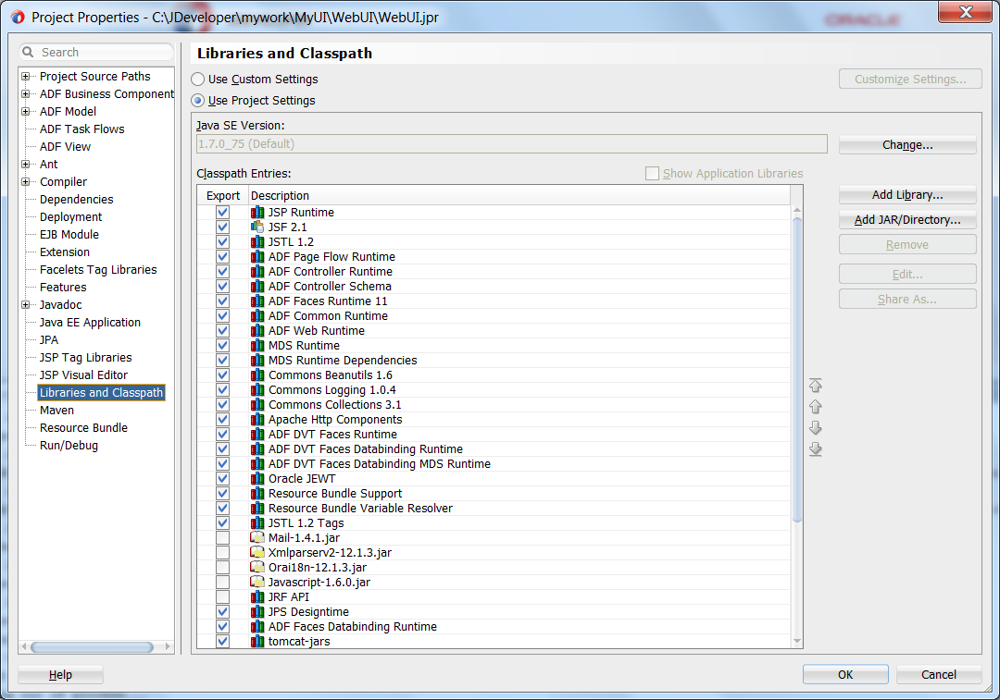 Project Properties - C:\JDeveloper\mywork\MyUI\WebUI\WebUI.jpr
ORACLE
Search
Project Source Paths
ADF Business Component
ADF Model
ADF Task Flows
ADF View
Ant
Compiler
Dependencies
Deployment
EJB Module
Extension
Facelets Tag Libraries
Features
Javadoc
Java EE Application
JPA
JSP Tag Libraries
JSP Visual Editor
Libraries and Classpath
Maven
Resource Bundle
Run/Debug
Libraries and Classpath
Use Custom Settings
Customize Settings...
Use Project Settings
Java SE Version:
1.7.0_75 (Default)
Change...
Classpath Entries:
Show Application Libraries
Export Description
JSP Runtime
JSF 2.1
JSTL 1.2
ADF Page Flow Runtime
ADF Controller Runtime
ADF Controller Schema
ADF Faces Runtime 11
ADF Common Runtime
ADF Web Runtime
MDS Runtime
MDS Runtime Dependencies
Commons Beanutils 1.6
Commons Logging 1.0.4
Commons Collections 3.1
Apache Http Components
ADF DVT Faces Runtime
ADF DVT Faces Databinding Runtime
ADF DVT Faces Databinding MDS Runtime
Oracle JEWT
Resource Bundle Support
Resource Bundle Variable Resolver
JSTL 1.2 Tags
Mail-1.4.1.jar
Xmlparserv2-12.1.3.jar
Orai18n-12.1.3.jar
Javascript-1.6.0.jar
JRF API
JPS Designtime
ADF Faces Databinding Runtime
tomcat-jars
Add Library...
Add JAR/Directory...
Remove
Edit...
Share As...
Help
OK
Cancel